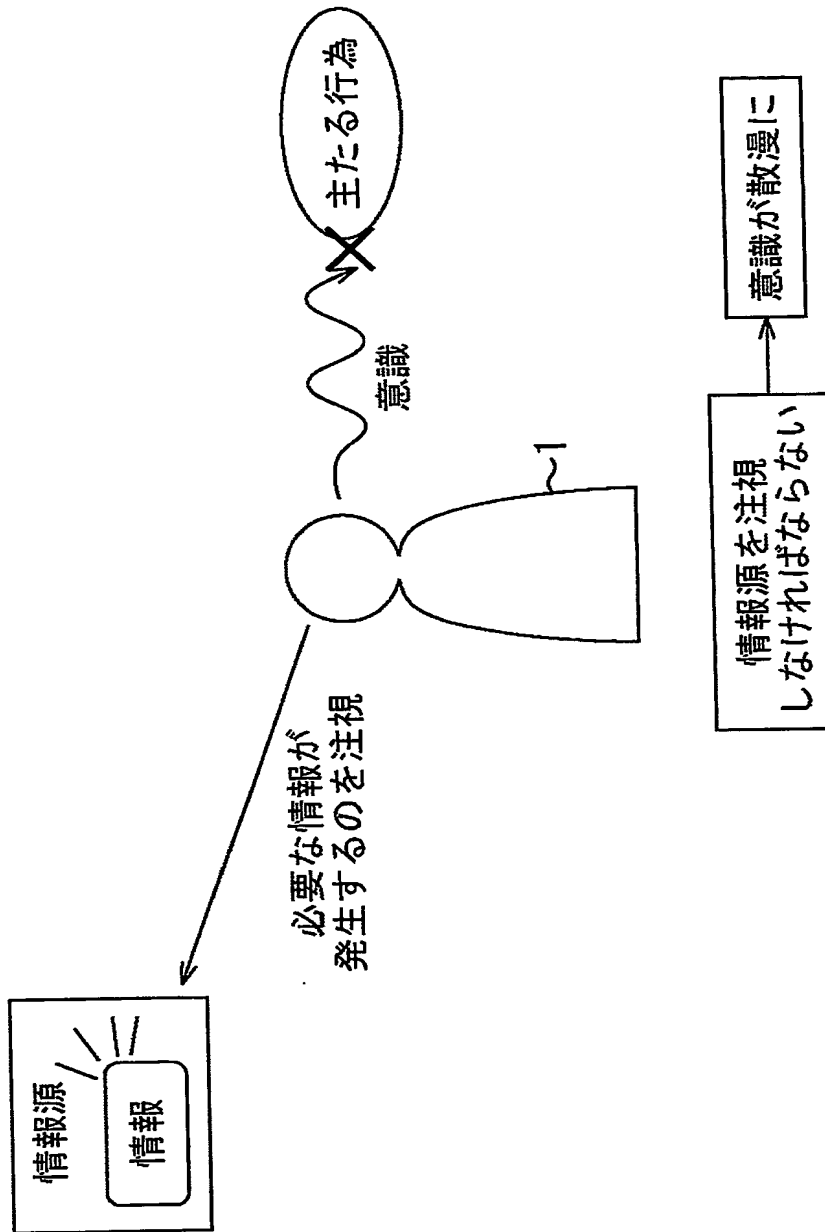 情報源
情報
必要な情報が
発生するのを注視
意識
主たる行為
1
情報源を注視
しなければならない
意識が散漫に